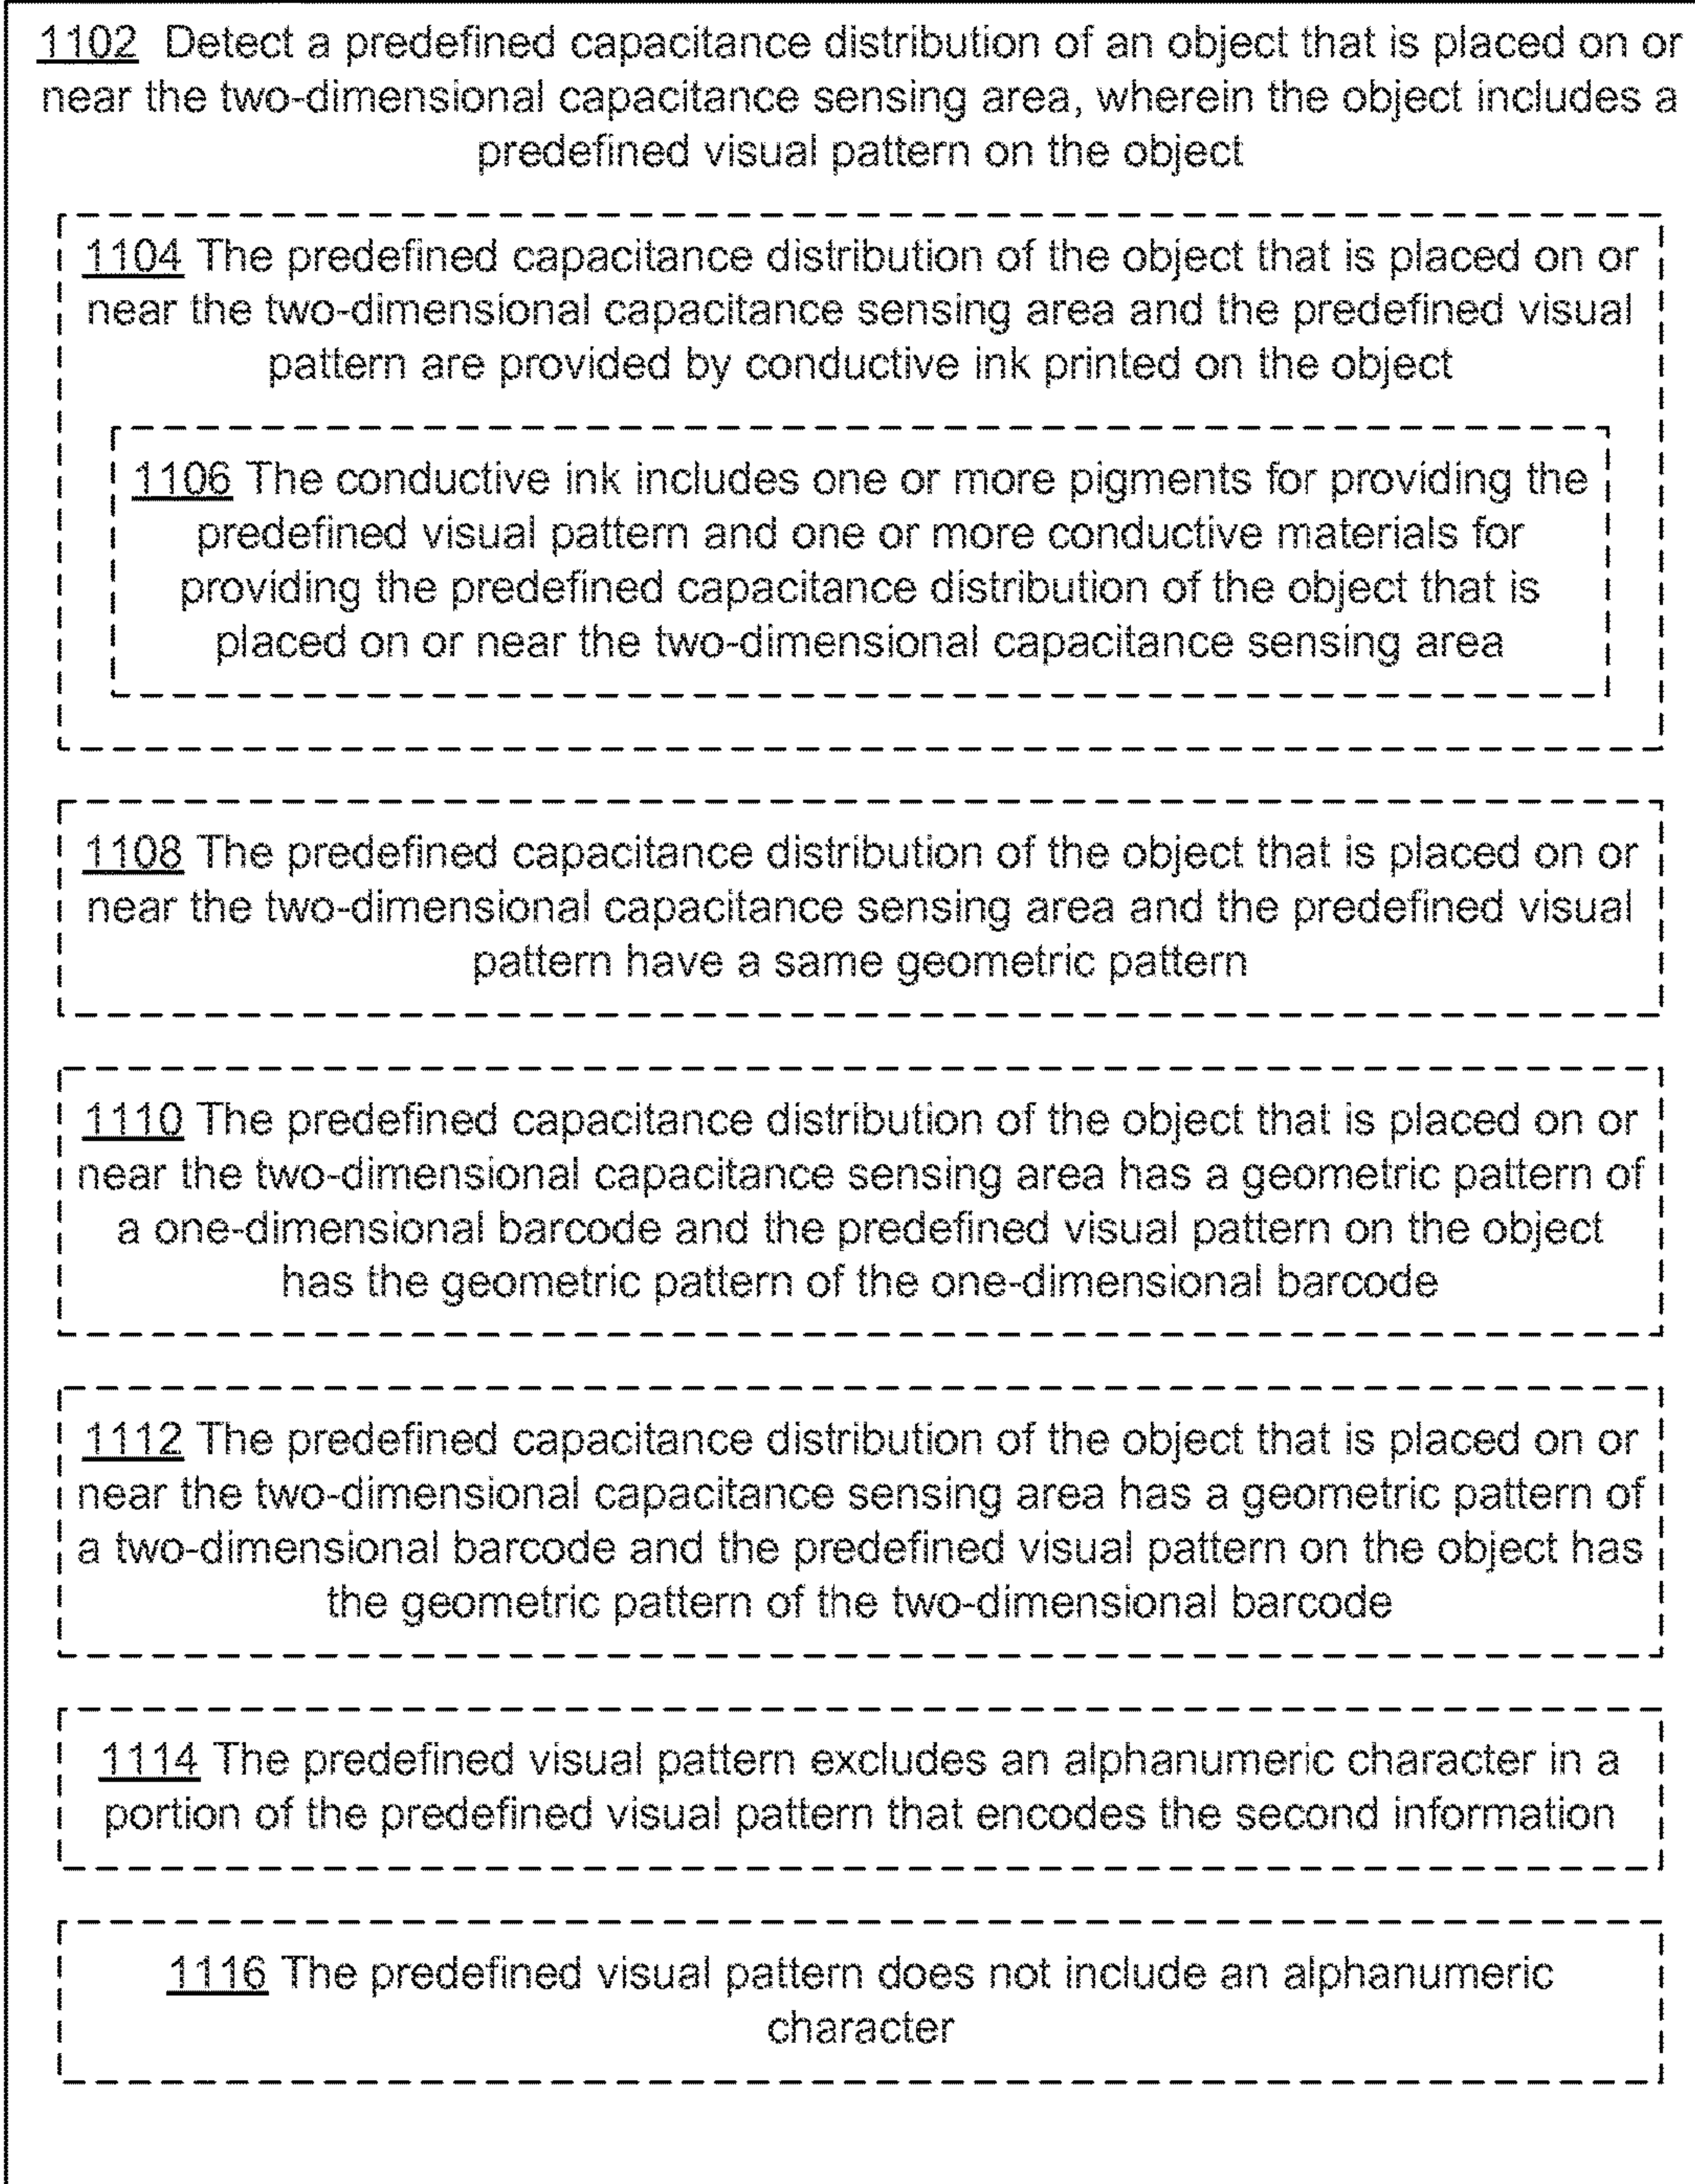 1102 Detect a predefined capacitance distribution of an object that is placed on or
near the two-dimensional capacitance sensing area, wherein the object includes a
predefined visual pattern on the object
1104 The predefined capacitance distribution of the object that is placed on or
near the two-dimensional capacitance sensing area and the predefined visual
pattern are provided by conductive ink printed on the object
1106 The conductive ink includes one or more pigments for providing the
predefined visual pattern and one or more conductive materials for
providing the predefined capacitance distribution of the object that is
placed on or near the two-dimensional capacitance sensing area
1108 The predefined capacitance distribution of the object that is placed on or
near the two-dimensional capacitance sensing area and the predefined visual
pattern have a same geometric pattern
1110 The predefined capacitance distribution of the object that is placed on or
near the two-dimensional capacitance sensing area has a geometric pattern of
a one-dimensional barcode and the predefined visual pattern on the object
has the geometric pattern of the one-dimensional barcode
1112 The predefined capacitance distribution of the object that is placed on or
near the two-dimensional capacitance sensing area has a geometric pattern of
a two-dimensional barcode and the predefined visual pattern on the object has
the geometric pattern of the two-dimensional barcode
1114 The predefined visual pattern excludes an alphanumeric character in a
portion of the predefined visual pattern that encodes the second information
1116 The predefined visual pattern does not include an alphanumeric
character